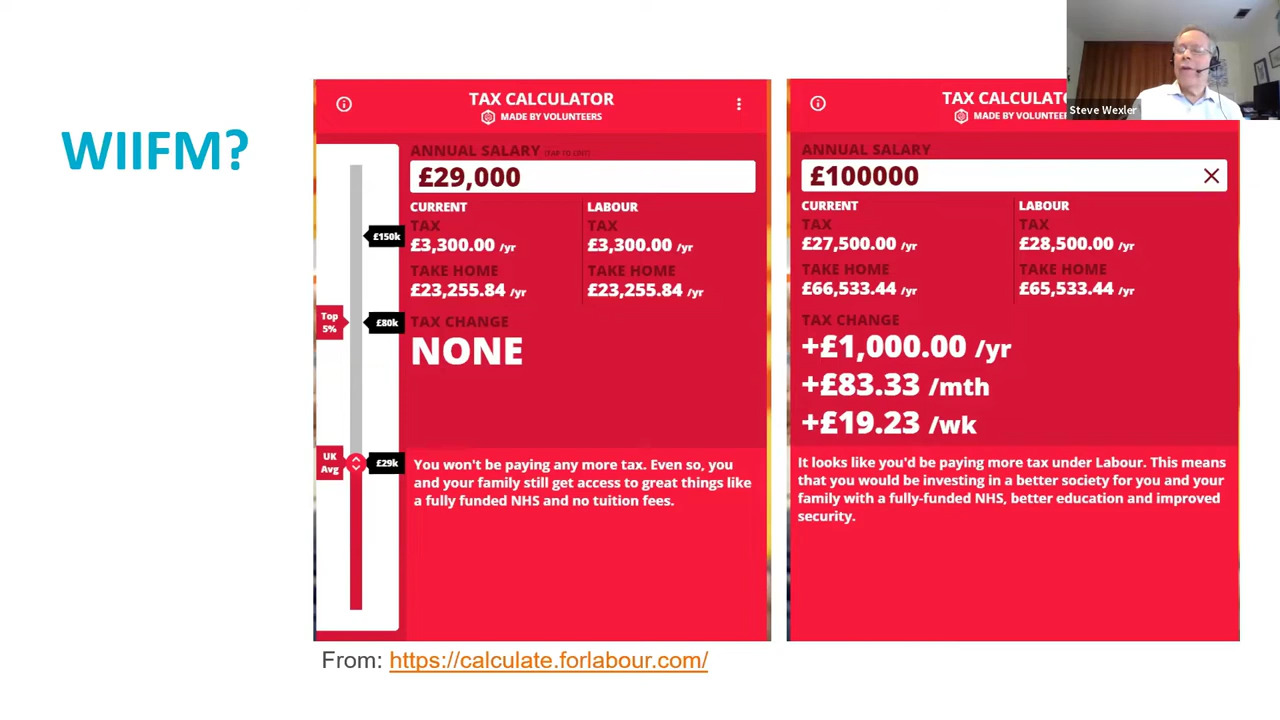 WIIFM?
TAX CALCULATOR
MADE BY VOLUNTEERS
ANNUAL SALARY (TAP TO EDIT)
£29,000
CURRENT
TAX
£3,300.00 /yr
TAKE HOME
£23,255.84 /yr
LABOUR
TAX
£3,300.00 /yr
TAKE HOME
£23,255.84 /yr
TAX CHANGE
NONE
£150k
Top
5%
£80k
UK
Avg
£29k
You won't be paying any more tax. Even so, you
and your family still get access to great things like
a fully funded NHS and no tuition fees.
TAX CALCULATO
MADE BY VOLUNTEER
ANNUAL SALARY
£100000
CURRENT
TAX
£27,500.00 /yr
TAKE HOME
£66,533.44 /yr
LABOUR
TAX
£28,500.00 /yr
TAKE HOME
£65,533.44 /yr
TAX CHANGE
+£1,000.00 /yr
+£83.33 /mth
+£19.23 /wk
It looks like you'd be paying more tax under Labour. This means
that you would be investing in a better society for you and your
family with a fully-funded NHS, better education and improved
security.
Steve Wexler
From: https://calculate.forlabour.com/